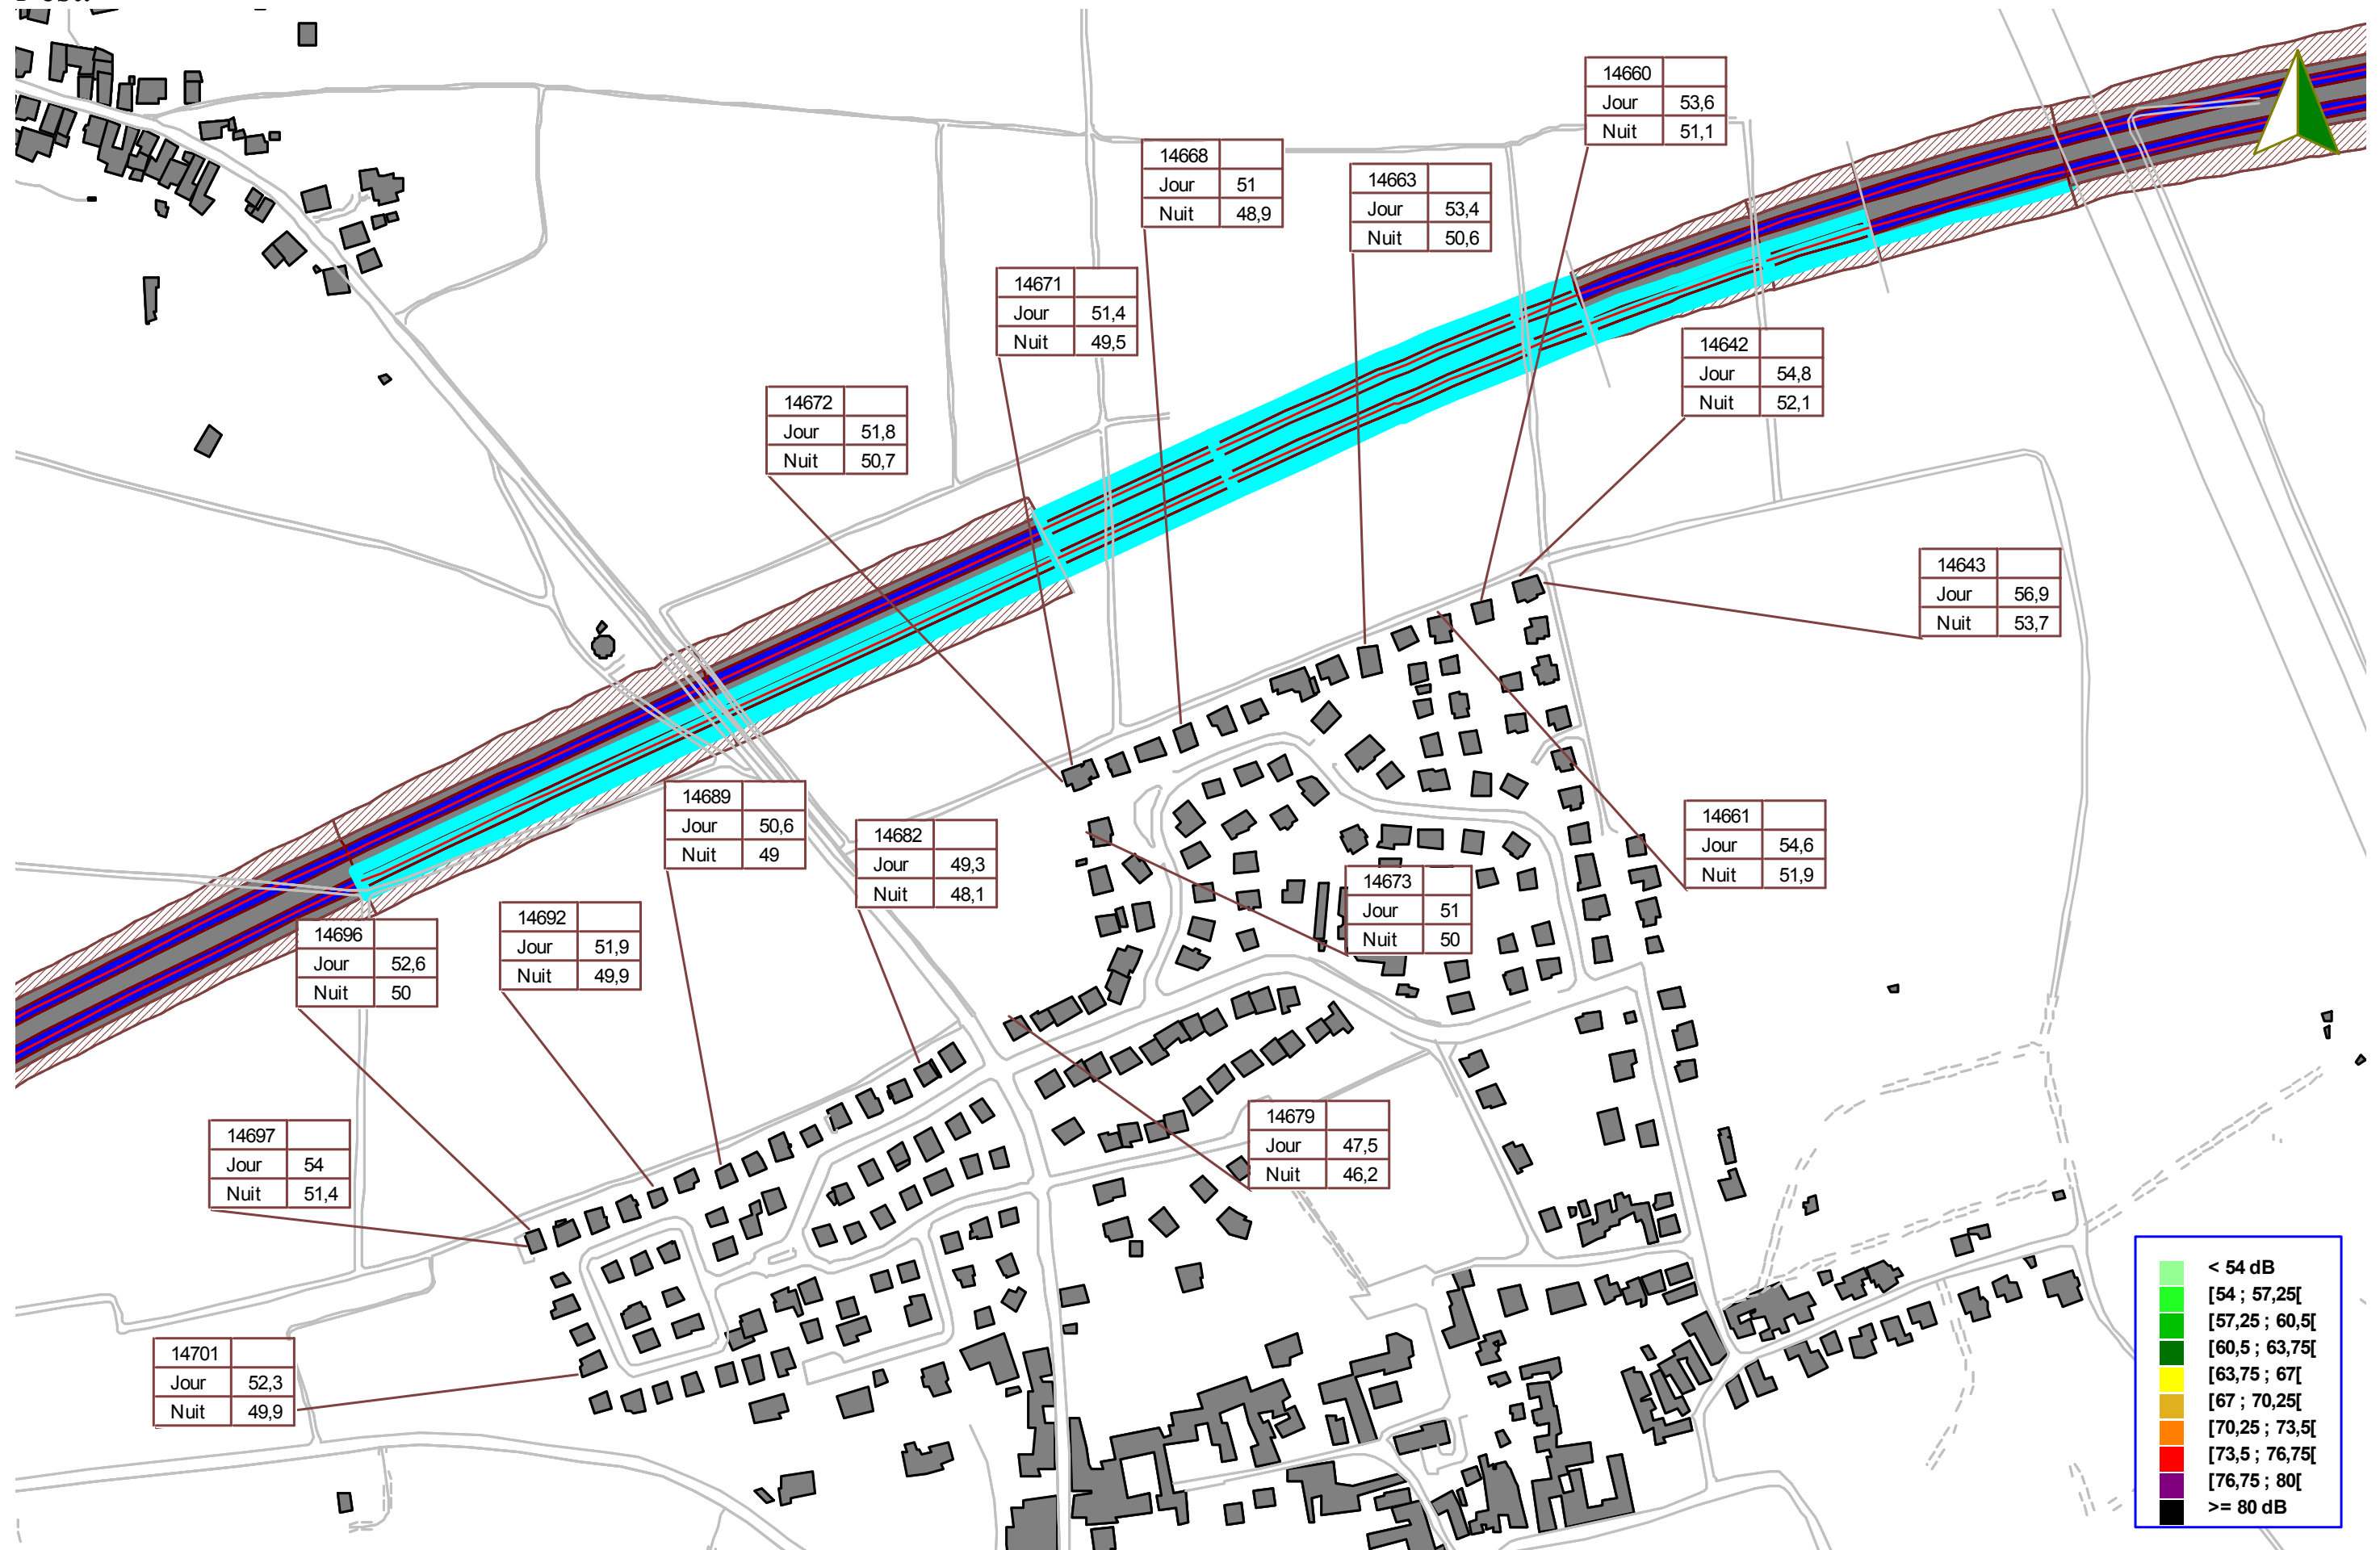 14660
Jour 53,6
Nuit 51,1
14668
Jour 51
Nuit 48,9
14663
Jour 53,4
Nuit 50,6
14671
Jour 51,4
Nuit 49,5
14642
Jour 54,8
Nuit 52,1
14672
Jour 51,8
Nuit 50,7
14643
Jour 56,9
Nuit 53,7
14689
Jour 50,6
Nuit 49
14682
Jour 49,3
Nuit 48,1
14661
Jour 54,6
Nuit 51,9
14673
Jour 51
Nuit 50
14692
Jour 51,9
Nuit 49,9
14696
Jour 52,6
Nuit 50
14679
Jour 47,5
Nuit 46,2
14697
Jour 54
Nuit 51,4
14701
Jour 52,3
Nuit 49,9
< 54 dB
[54 ; 57,25[
[57,25 ; 60,5[
[60,5 ; 63,75[
[63,75 ; 67[
[67 ; 70,25[
[70,25 ; 73,5[
[73,5 ; 76,75[
[76,75 ; 80[
>= 80 dB